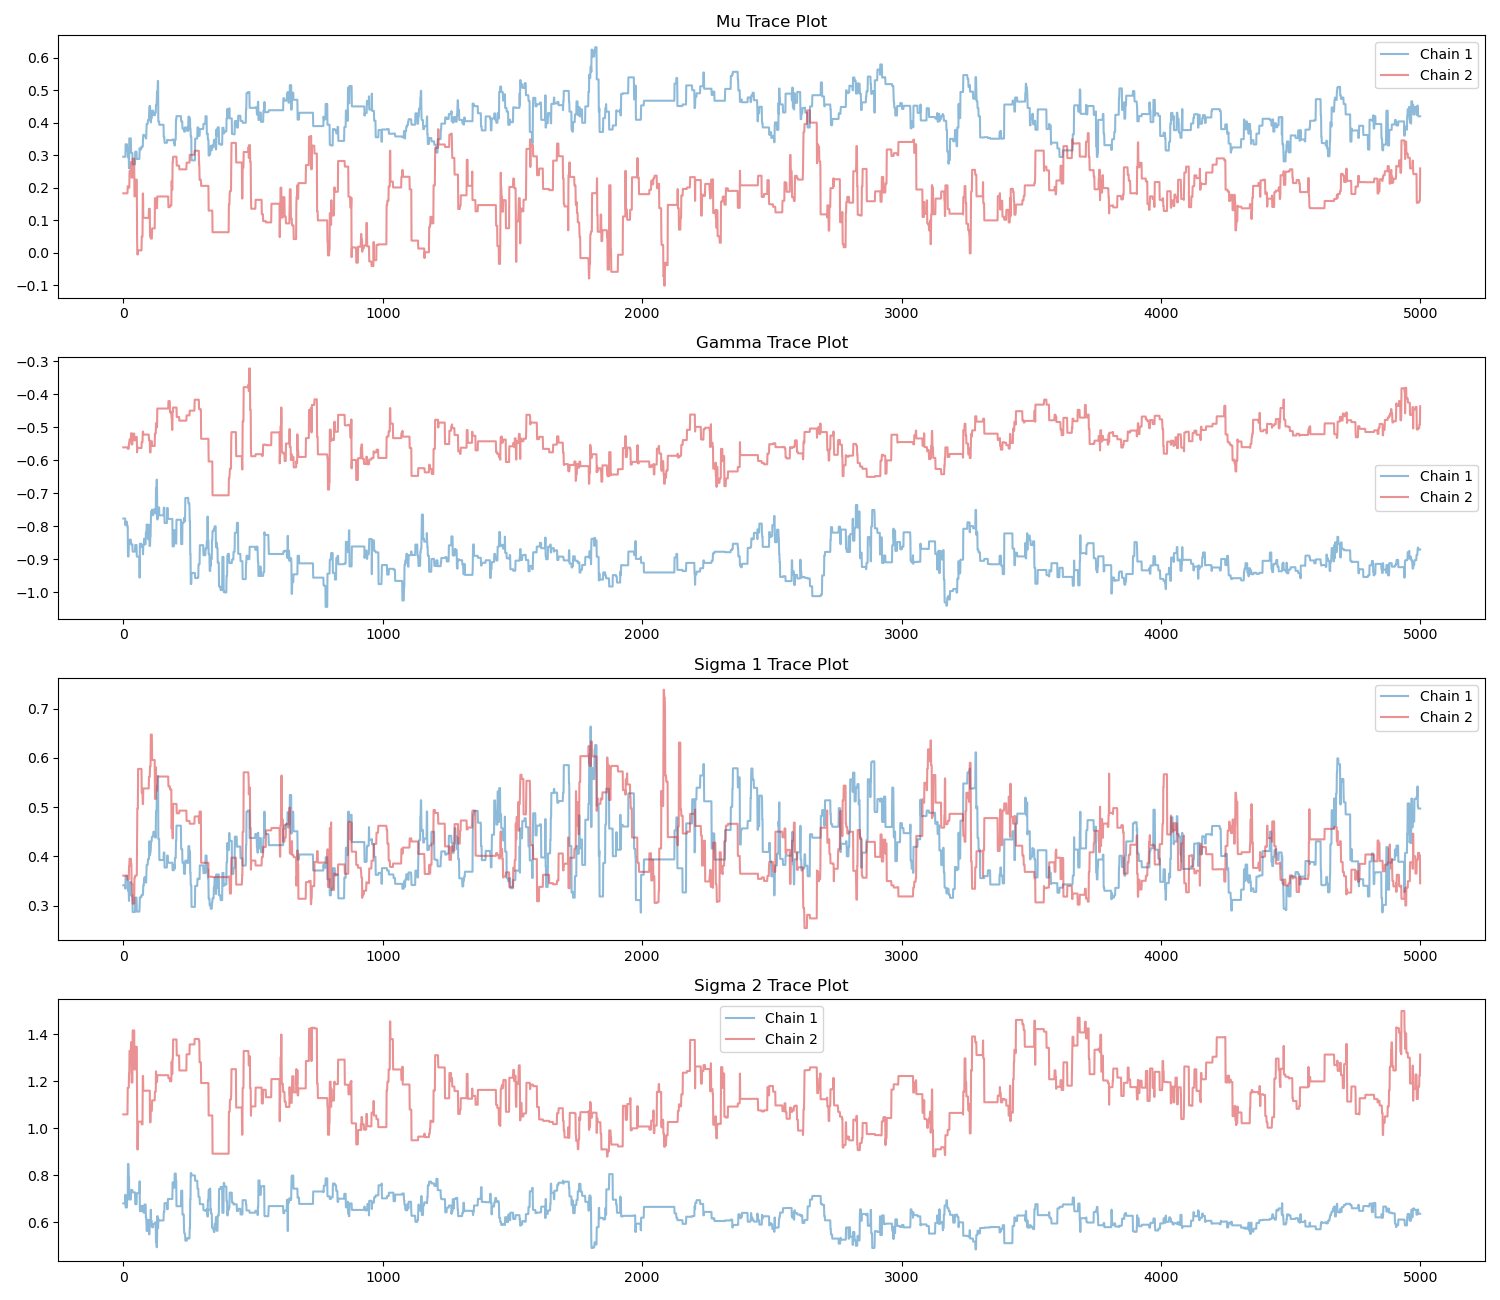 Mu Trace Plot
0.6
0.5
0.4
0.3
0.2
0.1
0.0
−0.1
Chain 1
Chain 2
0 1000 2000 3000 4000 5000
Gamma Trace Plot
−0.3
−0.4
−0.5
−0.6
−0.7
−0.8
−0.9
−1.0
Chain 1
Chain 2
0 1000 2000 3000 4000 5000
Sigma 1 Trace Plot
0.7
0.6
0.5
0.4
0.3
Chain 1
Chain 2
0 1000 2000 3000 4000 5000
Sigma 2 Trace Plot
1.4
1.2
1.0
0.8
0.6
Chain 1
Chain 2
0 1000 2000 3000 4000 5000